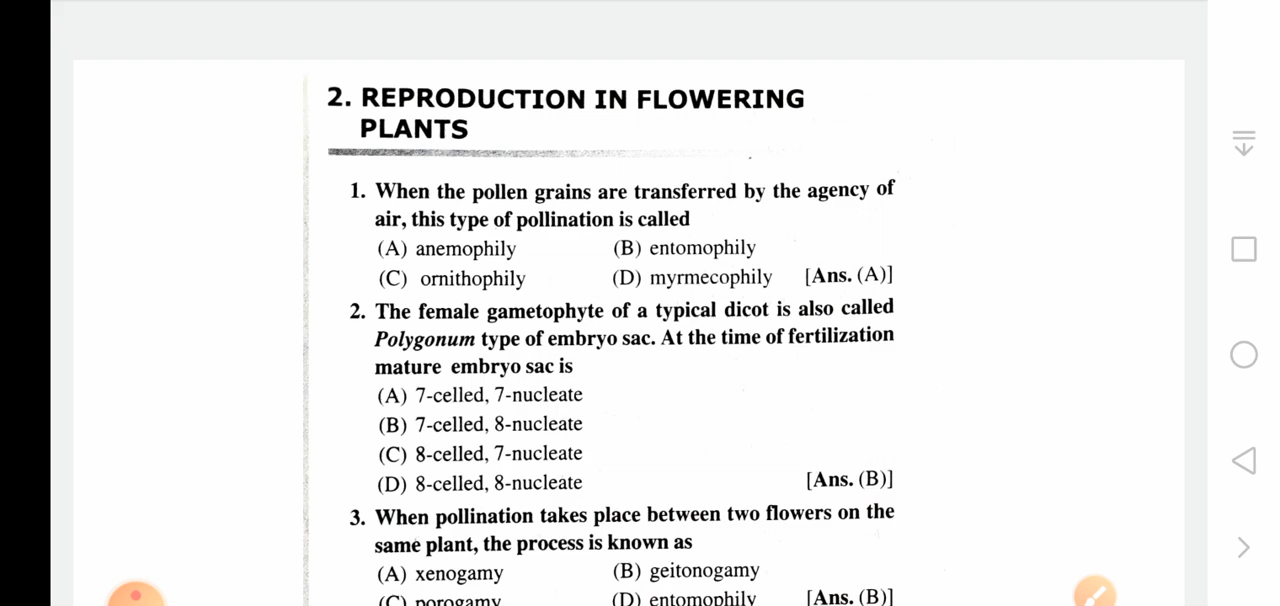 2. REPRODUCTION IN FLOWERING
PLANTS
1. When the pollen grains are transferred by the agency of
air, this type of pollination is called
(A) anemophily (B) entomophily
(C) ornithophily (D) myrmecophily [Ans. (A)]
2. The female gametophyte of a typical dicot is also called
Polygonum type of embryo sac. At the time of fertilization
mature embryo sac is
(A) 7-celled, 7-nucleate
(B) 7-celled, 8-nucleate
(C) 8-celled, 7-nucleate
(D) 8-celled, 8-nucleate [Ans. (B)]
3. When pollination takes place between two flowers on the
same plant, the process is known as
(A) xenogamy (B) geitonogamy
(C) porogamy (D) entomophily [Ans. (B)]